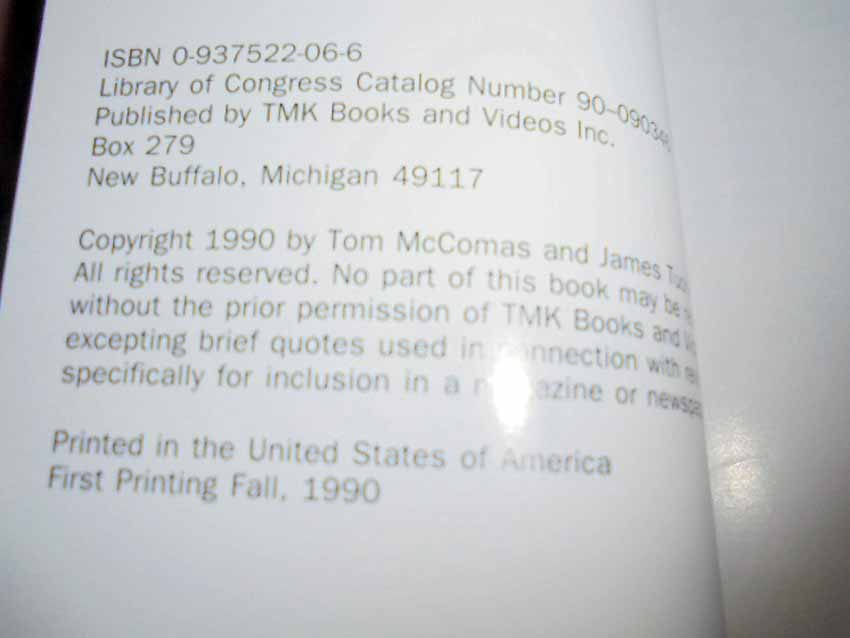 ISBN 0-937522-06-6
Library of Congress Catalog Number
Published by TMK Books and Videos Inc.
Box 279
New Buffalo, Michigan 49117
Copyright 1990 by Tom McComas and James
All rights reserved. No part of this book may be
without the prior permission of TMK Books and
excepting brief quotes used in connection with
specifically for inclusion in a
or
Printed in the United States of America
First Printing Fall, 1990